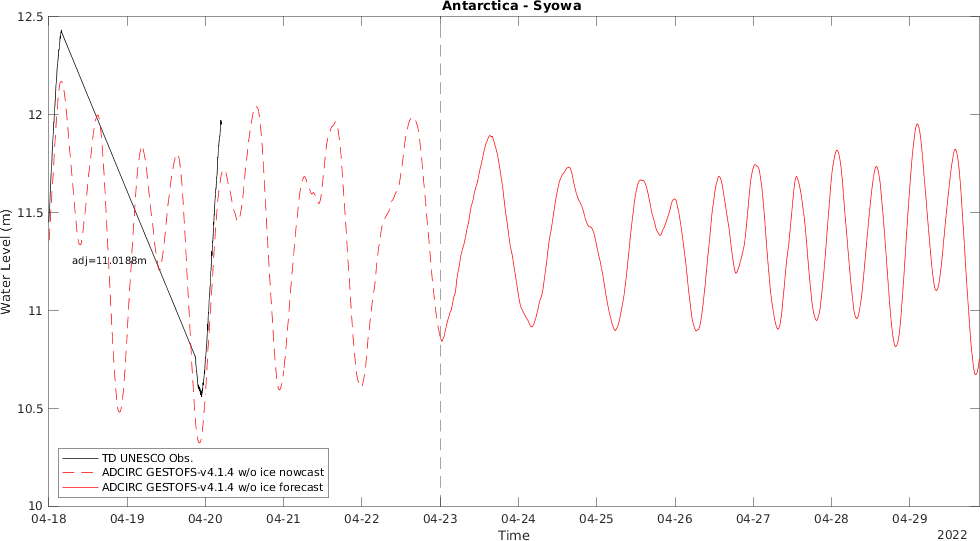 Antarctica - Syowa
12.5
12
11.5
11
10.5
10
Water Level (m)
adj=11.0188m
TD UNESCO Obs.
ADCIRC GESTOFS-v4.1.4 w/o ice nowcast
ADCIRC GESTOFS-v4.1.4 w/o ice forecast
04-18 04-19 04-20 04-21 04-22 04-23 04-24 04-25 04-26 04-27 04-28 04-29
Time
2022